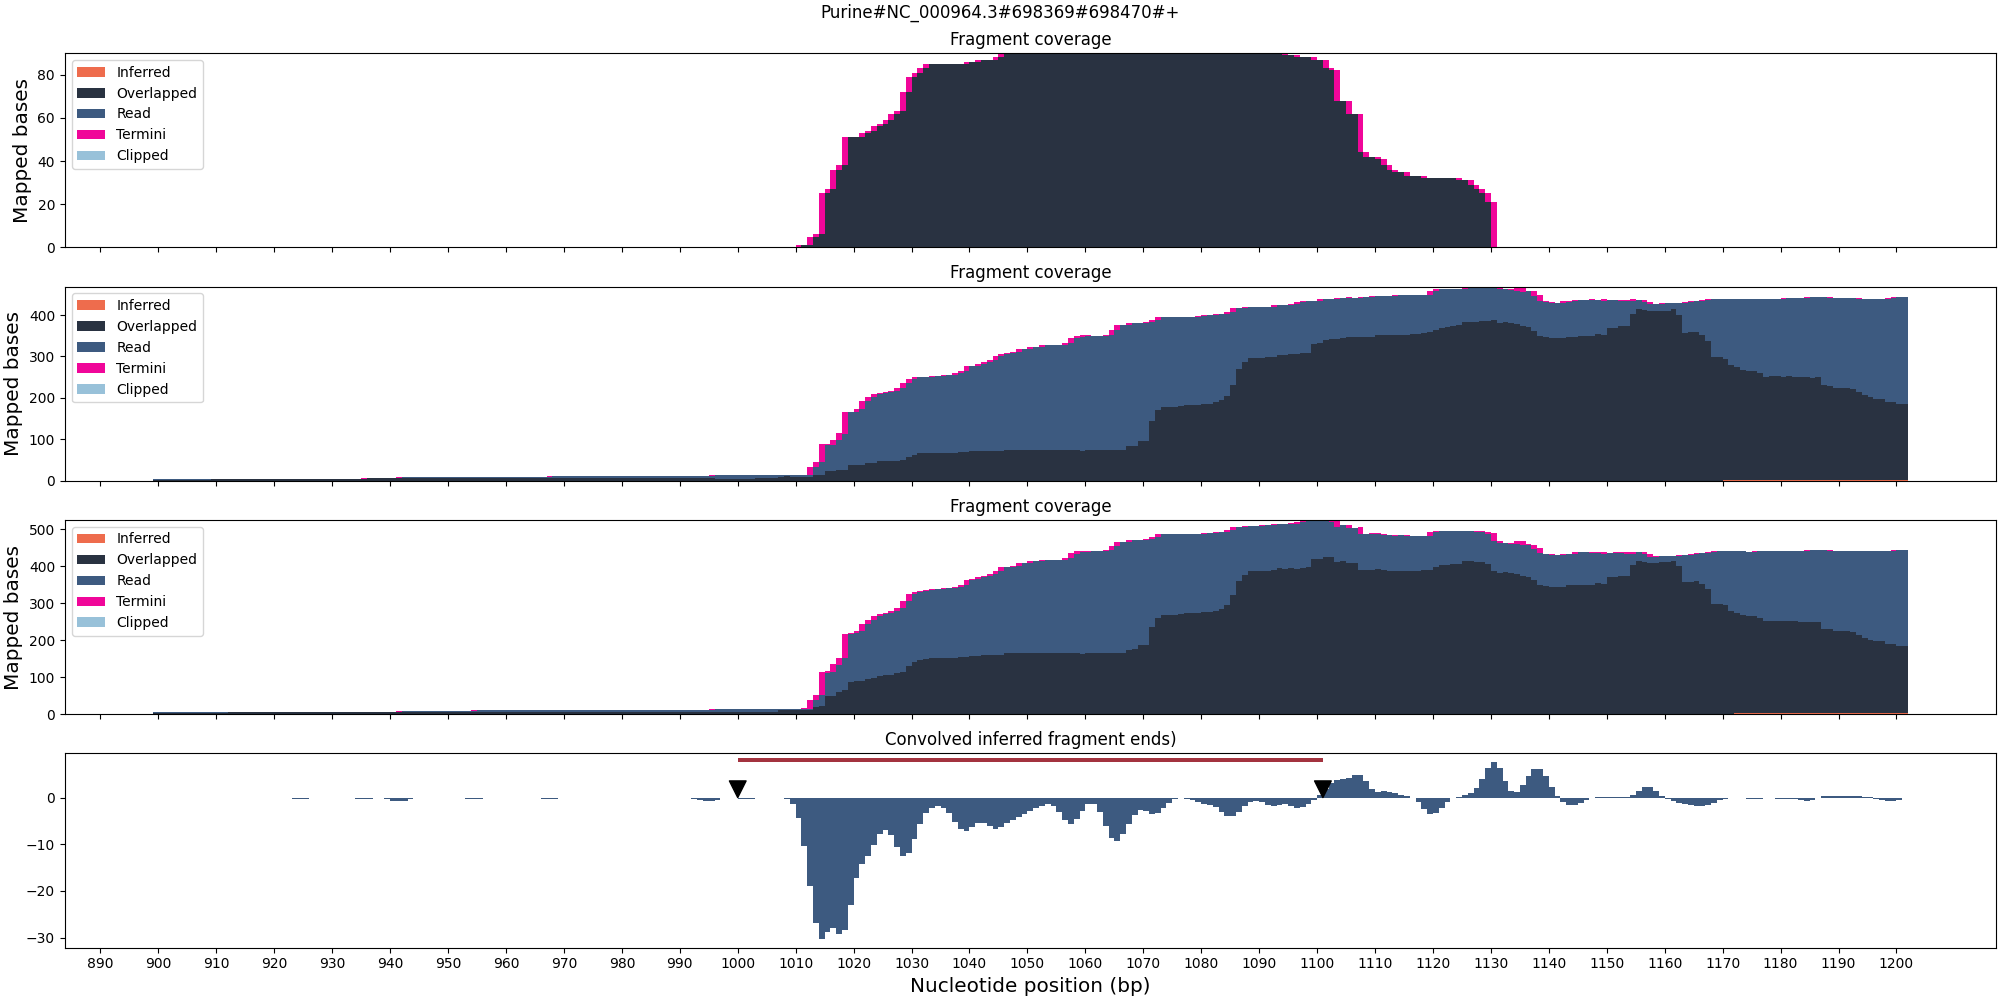 Purine#NC_000964.3#698369#698470#+
Fragment coverage
Mapped bases
80
60
40
20
0
Inferred
Overlapped
Read
Termini
Clipped
Fragment coverage
Mapped bases
400
300
200
100
0
Inferred
Overlapped
Read
Termini
Clipped
Fragment coverage
Mapped bases
500
400
300
200
100
0
Inferred
Overlapped
Read
Termini
Clipped
Convolved inferred fragment ends)
0
−10
−20
−30
890 900 910 920 930 940 950 960 970 980 990 1000 1010 1020 1030 1040 1050 1060 1070 1080 1090 1100 1110 1120 1130 1140 1150 1160 1170 1180 1190 1200
Nucleotide position (bp)